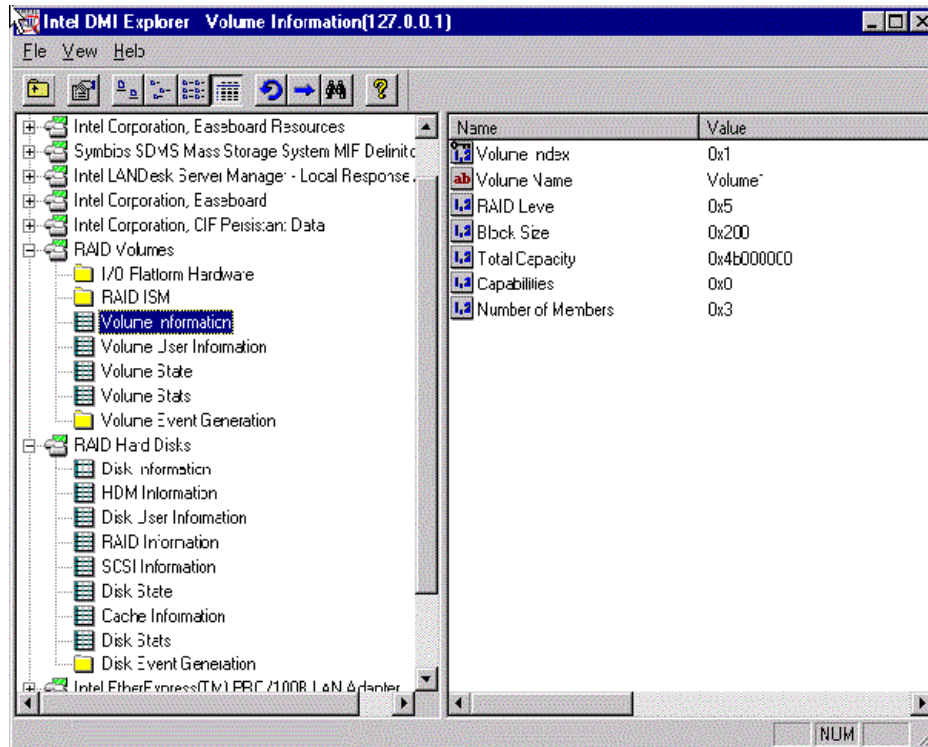 Intel DMI Explorer Volume Information(127.0.0.1)
File View Help
Intel Corporation, Baseboard Resources
Symbios SDMS Mass Storage System MIF Definitc
Intel LANDesk Server Manager - Local Response
Intel Corporation, Baseboard
Intel Corporation, CIF Persistant Data
RAID Volumes
I/O Platform Hardware
RAID ISM
Volume Information
Volume User Information
Volume State
Volume Stats
Volume Event Generation
RAID Hard Disks
Disk Information
HDM Information
Disk User Information
RAID Information
SCSI Information
Disk State
Cache Information
Disk Stats
Disk Event Generation
Intel EtherExpress(TM) PRO/100B LAN Adapter
Name Value
Volume Index 0x1
Volume Name Volume1
RAID Level 0x5
Block Size 0x200
Total Capacity 0x4b000000
Capabilities 0x0
Number of Members 0x3
NUM